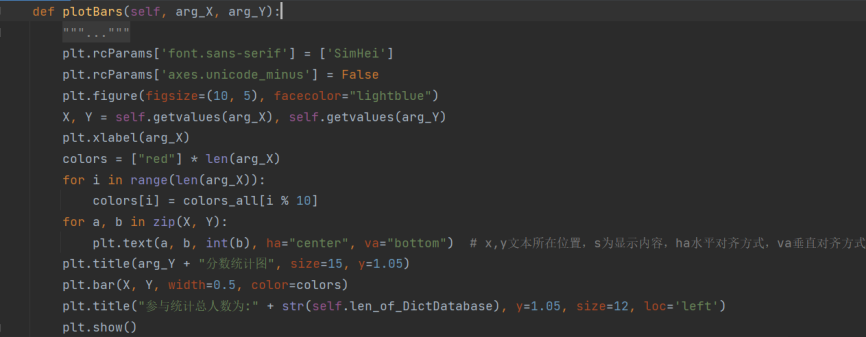 def plotBars(self, arg_X, arg_Y):
    """..."""
    plt.rcParams['font.sans-serif'] = ['SimHei']
    plt.rcParams['axes.unicode_minus'] = False
    plt.figure(figsize=(10, 5), facecolor="lightblue")
    X, Y = self.getvalues(arg_X), self.getvalues(arg_Y)
    plt.xlabel(arg_X)
    colors = ["red"] * len(arg_X)
    for i in range(len(arg_X)):
        colors[i] = colors_all[i % 10]
    for a, b in zip(X, Y):
        plt.text(a, b, int(b), ha="center", va="bottom")  # x,y文本所在位置，s为显示内容，ha水平对齐方式，va垂直对齐方式
    plt.title(arg_Y + "分数统计图", size=15, y=1.05)
    plt.bar(X, Y, width=0.5, color=colors)
    plt.title("参与统计总人数为:" + str(self.len_of_DictDatabase), y=1.05, size=12, loc='left')
    plt.show()